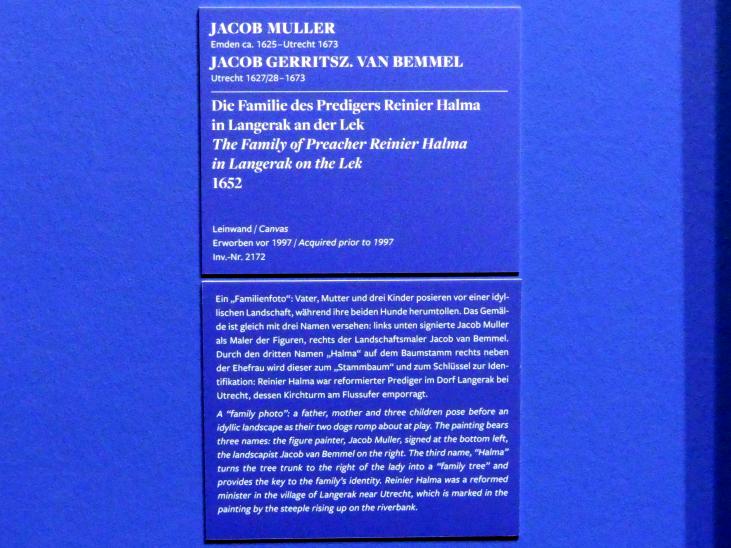 JACOB MULLER
Emden ca. 1625–Utrecht 1673
JACOB GERRITSZ. VAN BEMMEL
Utrecht 1627/28–1673
Die Familie des Predigers Reinier Halma
in Langerak an der Lek
The Family of Preacher Reinier Halma
in Langerak on the Lek
1652
Leinwand / Canvas
Erworben vor 1997 / Acquired prior to 1997
Inv.-Nr. 2172
Ein „Familienfoto“: Vater, Mutter und drei Kinder posieren vor einer idyl-
lischen Landschaft, während ihre beiden Hunde herumtollen. Das Gemäl-
de ist gleich mit drei Namen versehen: links unten signierte Jacob Muller
als Maler der Figuren, rechts der Landschaftsmaler Jacob van Bemmel.
Durch den dritten Namen „Halma“ auf dem Baumstamm rechts neben
der Ehefrau wird dieser zum „Stammbaum“ und zum Schlüssel zur Iden-
tifikation: Reinier Halma war reformierter Prediger im Dorf Langerak bei
Utrecht, dessen Kirchturm am Flussufer emporragt.
A “family photo”: a father, mother and three children pose before an
idyllic landscape as their two dogs romp about at play. The painting bears
three names: the figure painter, Jacob Muller, signed at the bottom left,
the landscapist Jacob van Bemmel on the right. The third name, “Halma”
turns the tree trunk to the right of the lady into a “family tree” and
provides the key to the family's identity. Reinier Halma was a reformed
minister in the village of Langerak near Utrecht, which is marked in the
painting by the steeple rising up on the riverbank.